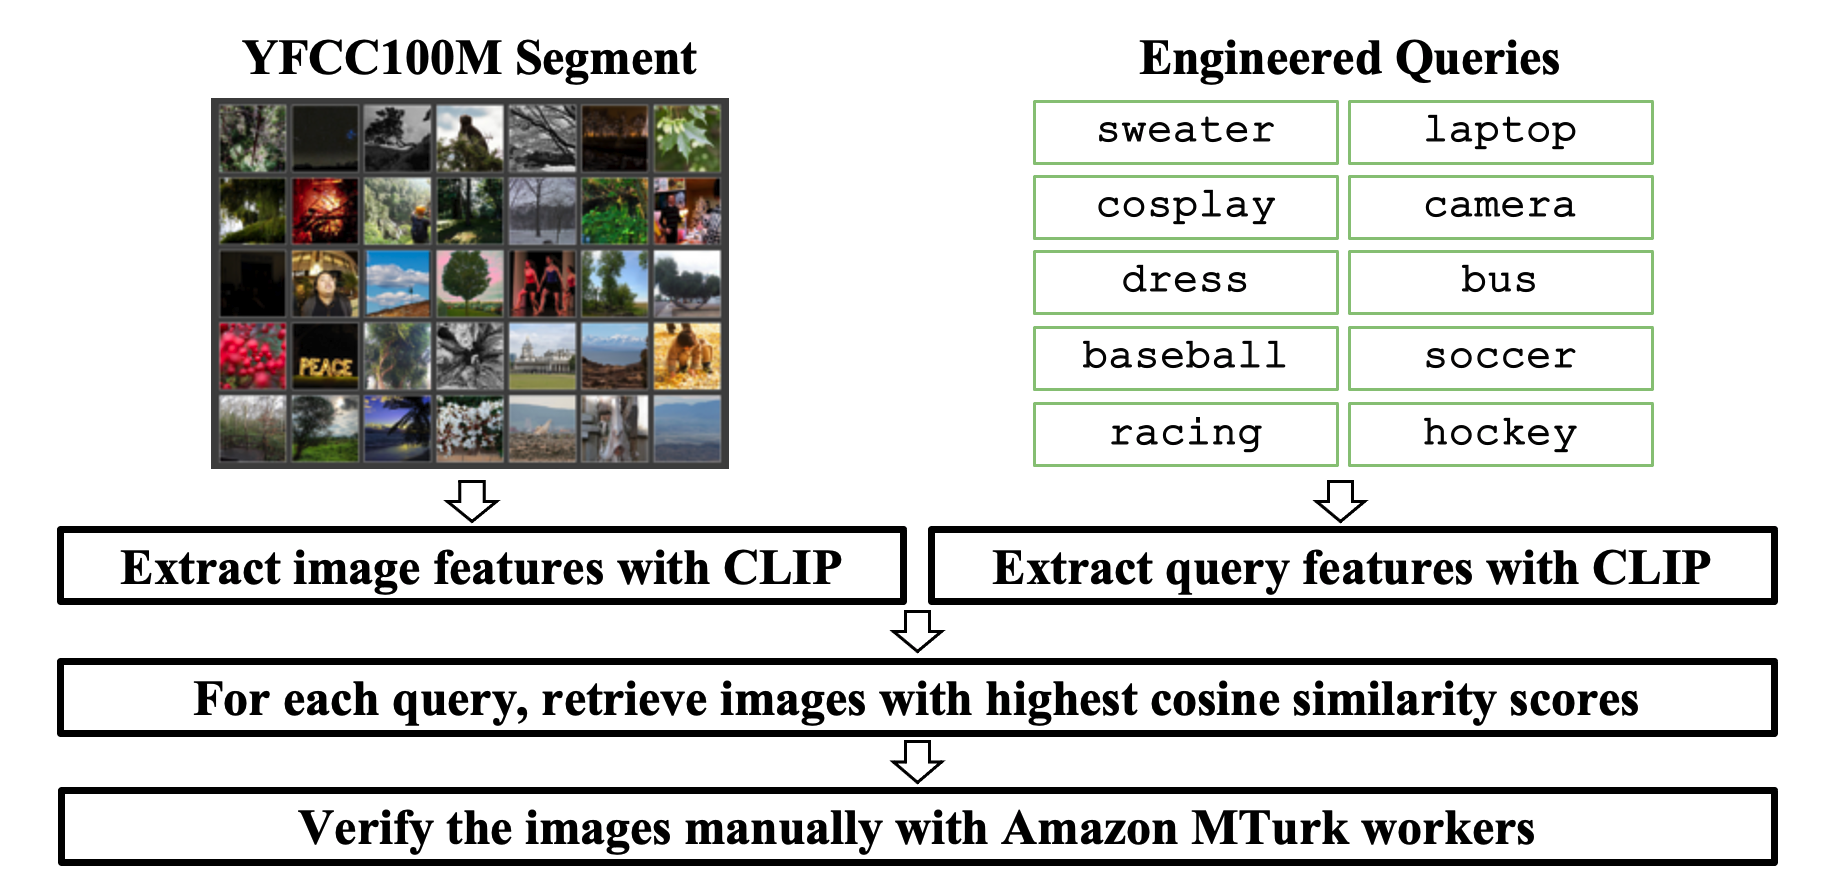 YFCC100M Segment
Engineered Queries
PEACE
sweater
laptop
cosplay
camera
dress
bus
baseball
soccer
racing
hockey
Extract image features with CLIP
Extract query features with CLIP
For each query, retrieve images with highest cosine similarity scores
Verify the images manually with Amazon MTurk workers